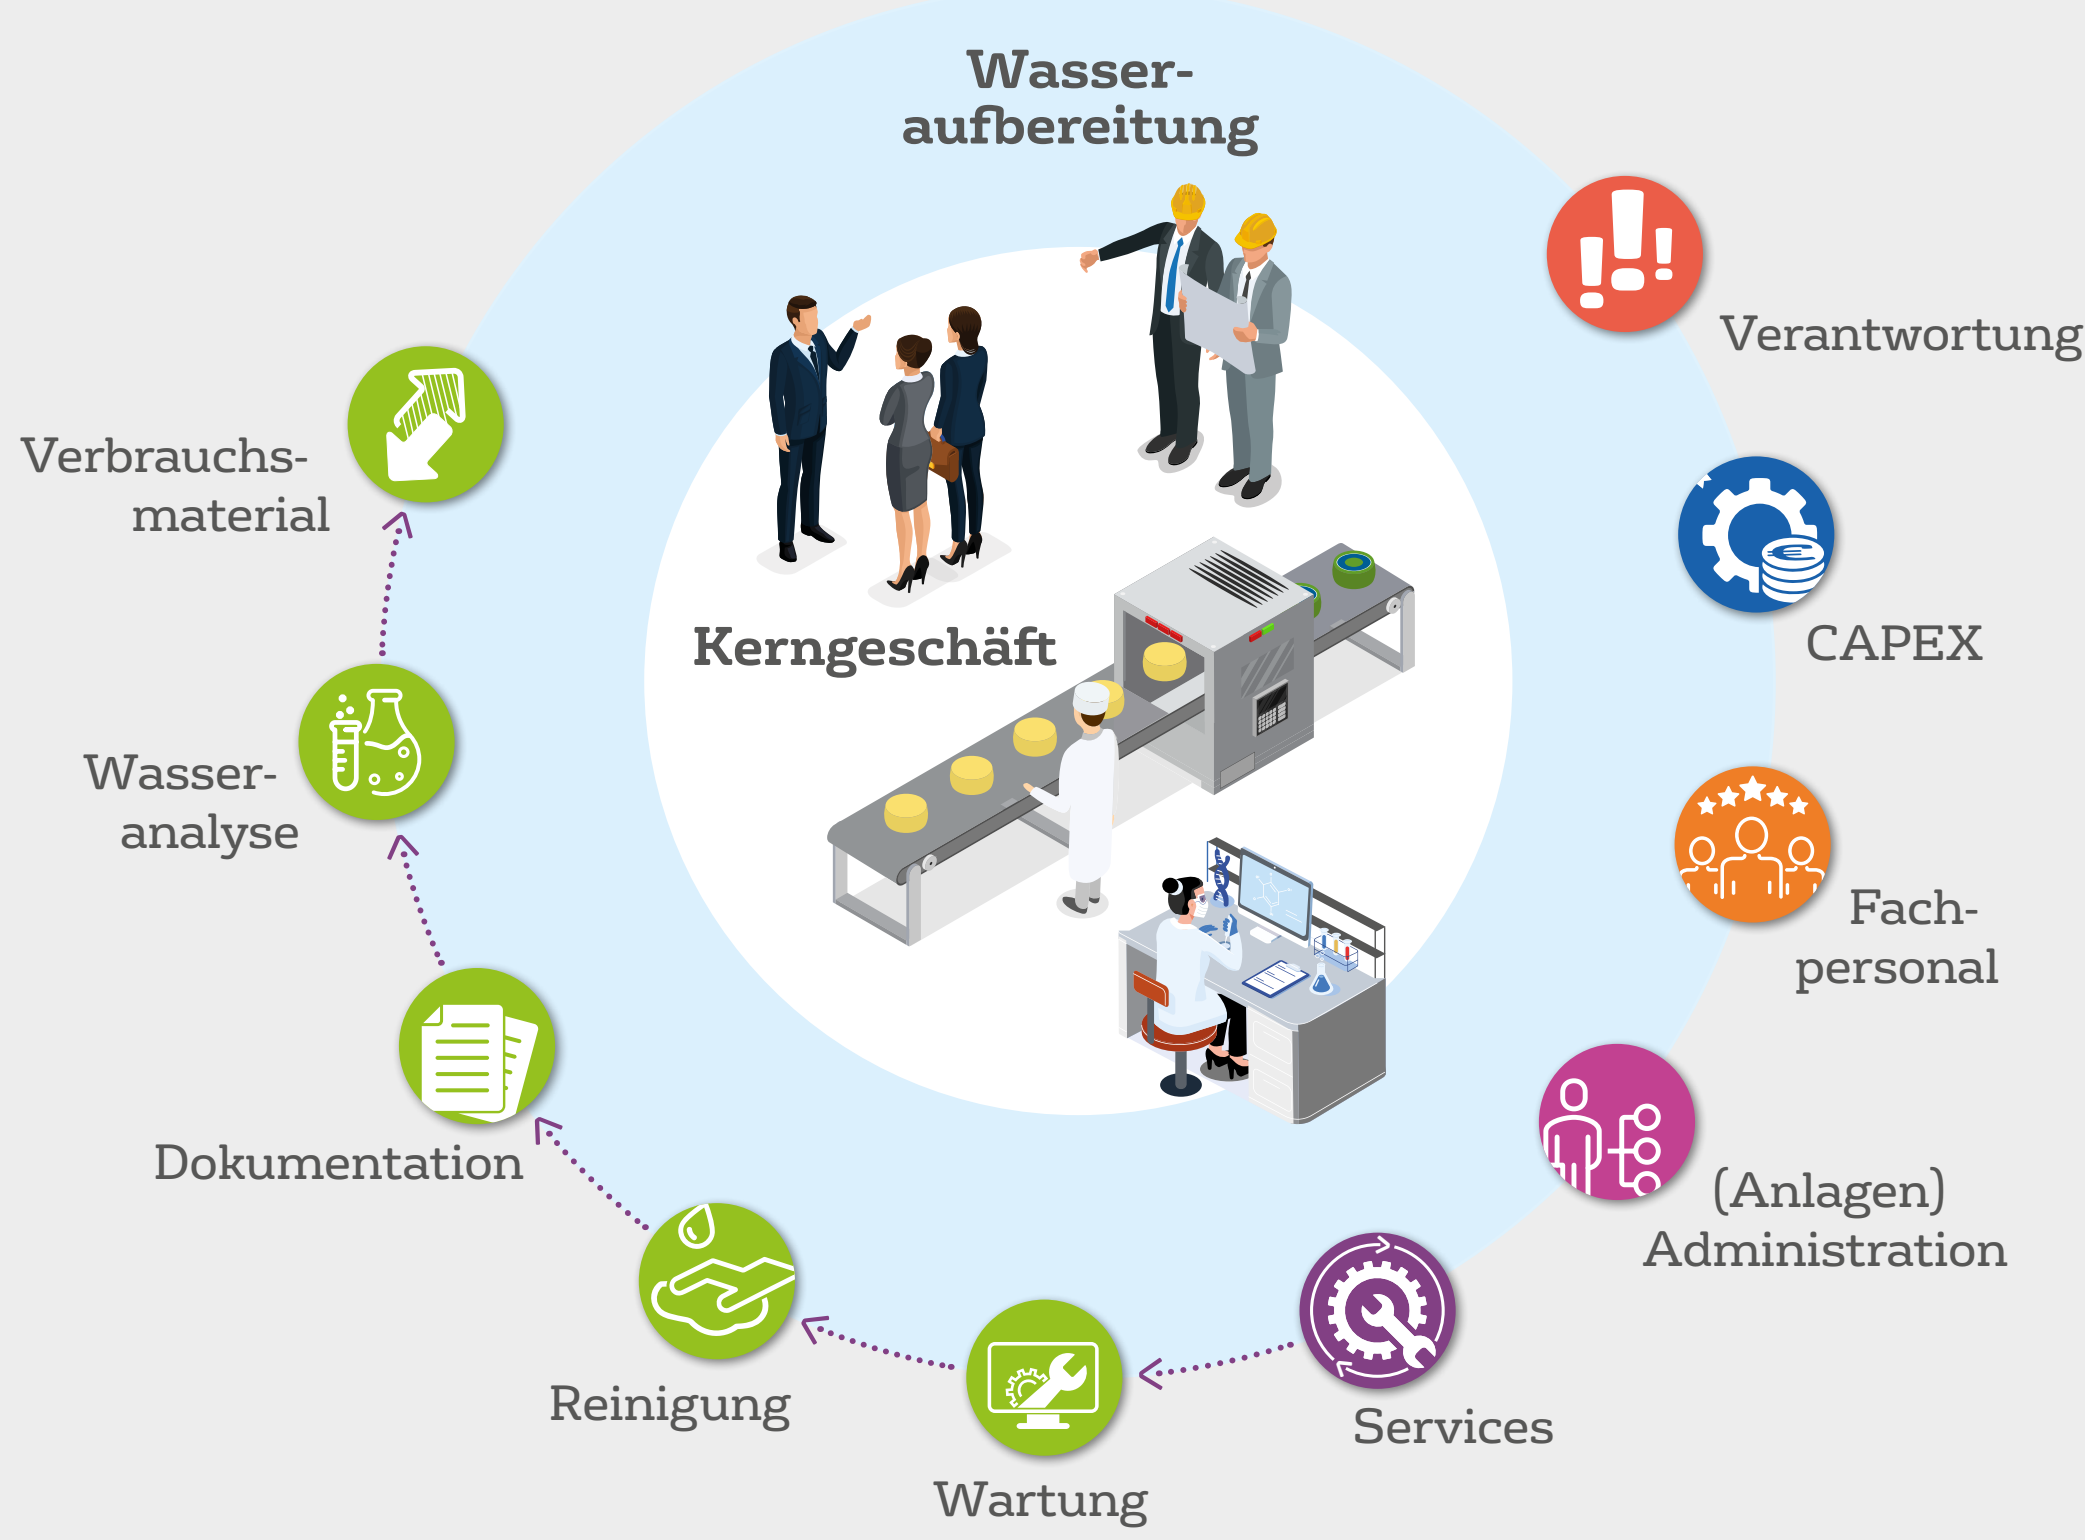 Wasser-
aufbereitung
Verantwortung
CAPEX
Fach-
personal
(Anlagen)
Administration
Services
Wartung
Reinigung
Dokumentation
Wasser-
analyse
Verbrauchs-
material
Kerngeschäft